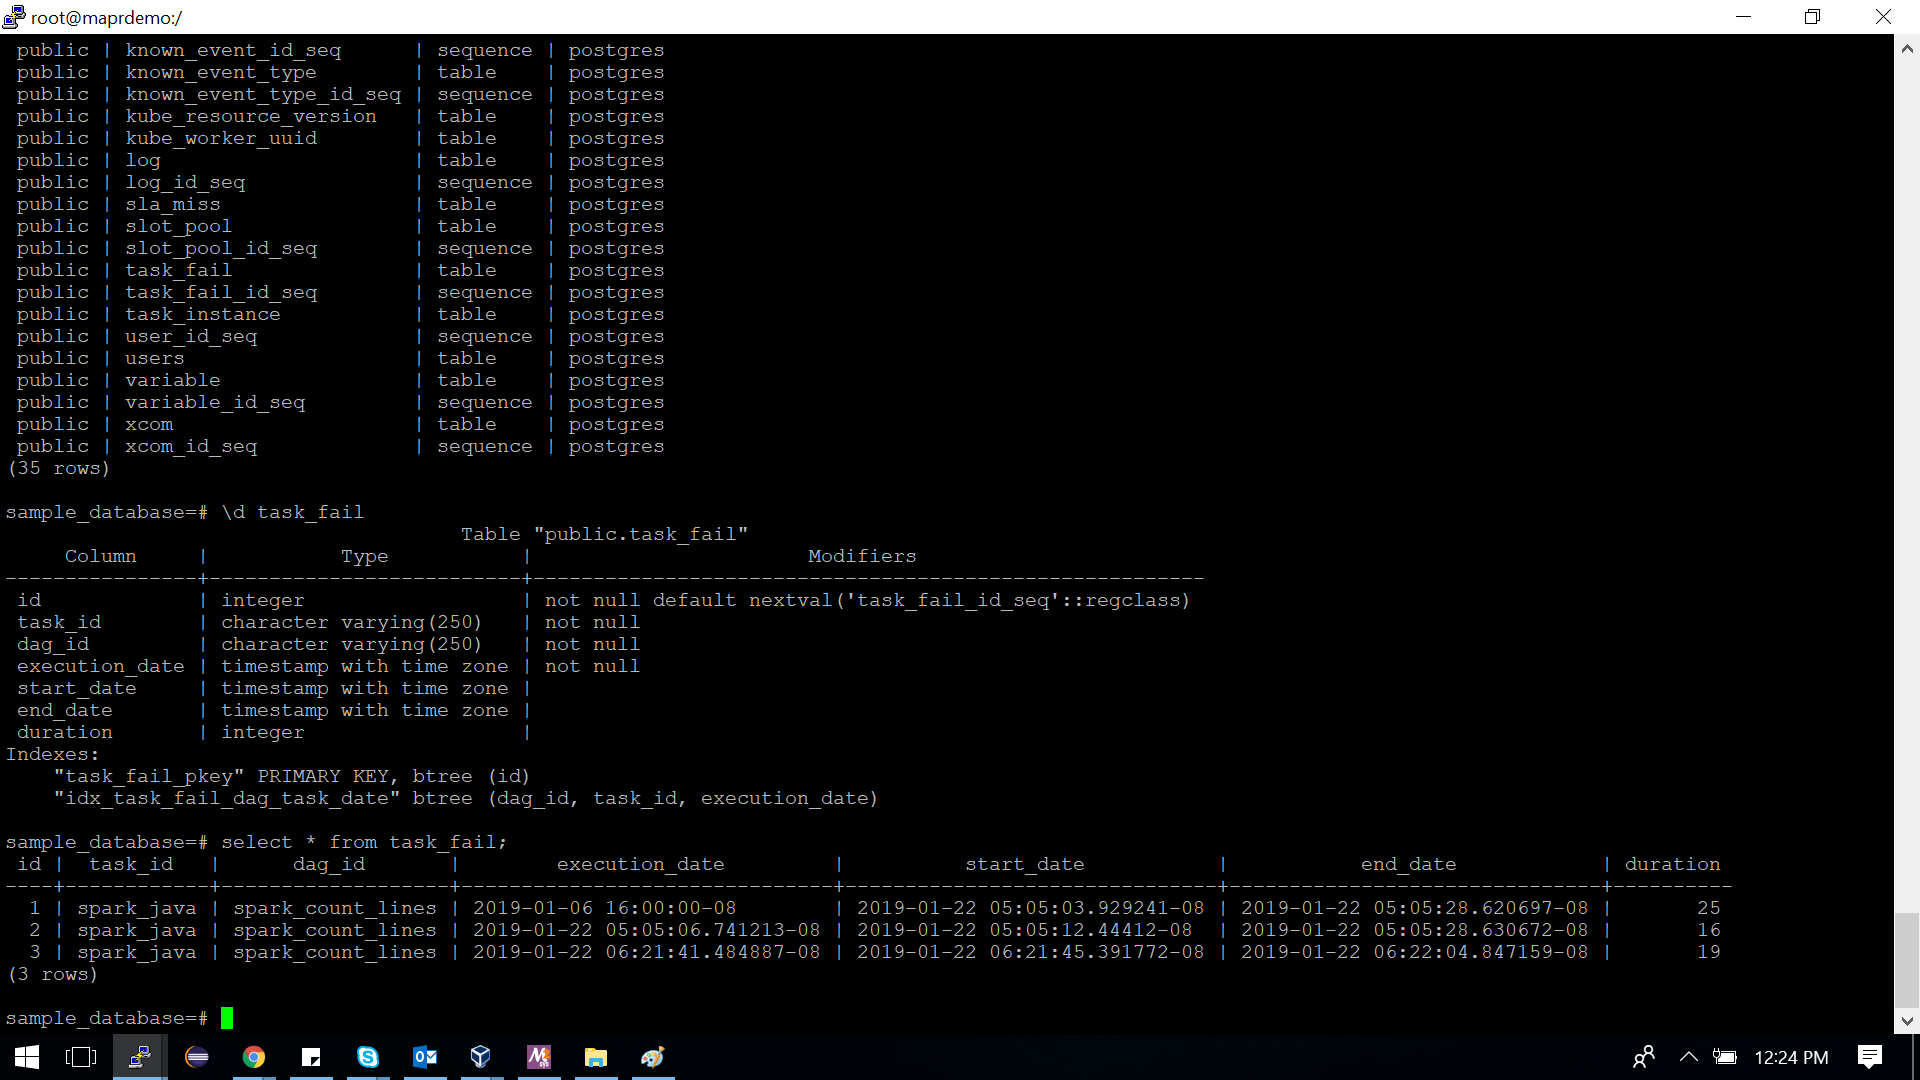 root@maprdemo:/
public | known_event_id_seq | sequence | postgres
public | known_event_type | table | postgres
public | known_event_type_id_seq | sequence | postgres
public | kube_resource_version | table | postgres
public | kube_worker_uuid | table | postgres
public | log | table | postgres
public | log_id_seq | sequence | postgres
public | sla_miss | table | postgres
public | slot_pool | table | postgres
public | slot_pool_id_seq | sequence | postgres
public | task_fail | table | postgres
public | task_fail_id_seq | sequence | postgres
public | task_instance | table | postgres
public | user_id_seq | sequence | postgres
public | users | table | postgres
public | variable | table | postgres
public | variable_id_seq | sequence | postgres
public | xcom | table | postgres
public | xcom_id_seq | sequence | postgres
(35 rows)
sample_database=# \d task_fail
Table "public.task_fail"
Column | Type | Modifiers
----------------+--------------------------+--------------------------------------------------------
id | integer | not null default nextval('task_fail_id_seq'::regclass)
task_id | character varying(250) | not null
dag_id | character varying(250) | not null
execution_date | timestamp with time zone | not null
start_date | timestamp with time zone |
end_date | timestamp with time zone |
duration | integer |
Indexes:
"task_fail_pkey" PRIMARY KEY, btree (id)
"idx_task_fail_dag_task_date" btree (dag_id, task_id, execution_date)
sample_database=# select * from task_fail;
id | task_id | dag_id | execution_date | start_date | end_date | duration
----+------------+-------------------+-------------------------------+-------------------------------+-------------------------------+----------
1 | spark_java | spark_count_lines | 2019-01-06 16:00:00-08 | 2019-01-22 05:05:03.929241-08 | 2019-01-22 05:05:28.620697-08 | 25
2 | spark_java | spark_count_lines | 2019-01-22 05:05:06.741213-08 | 2019-01-22 05:05:12.44412-08 | 2019-01-22 05:05:28.630672-08 | 16
3 | spark_java | spark_count_lines | 2019-01-22 06:21:41.484887-08 | 2019-01-22 06:21:45.391772-08 | 2019-01-22 06:22:04.847159-08 | 19
(3 rows)
sample_database=#
12:24 PM